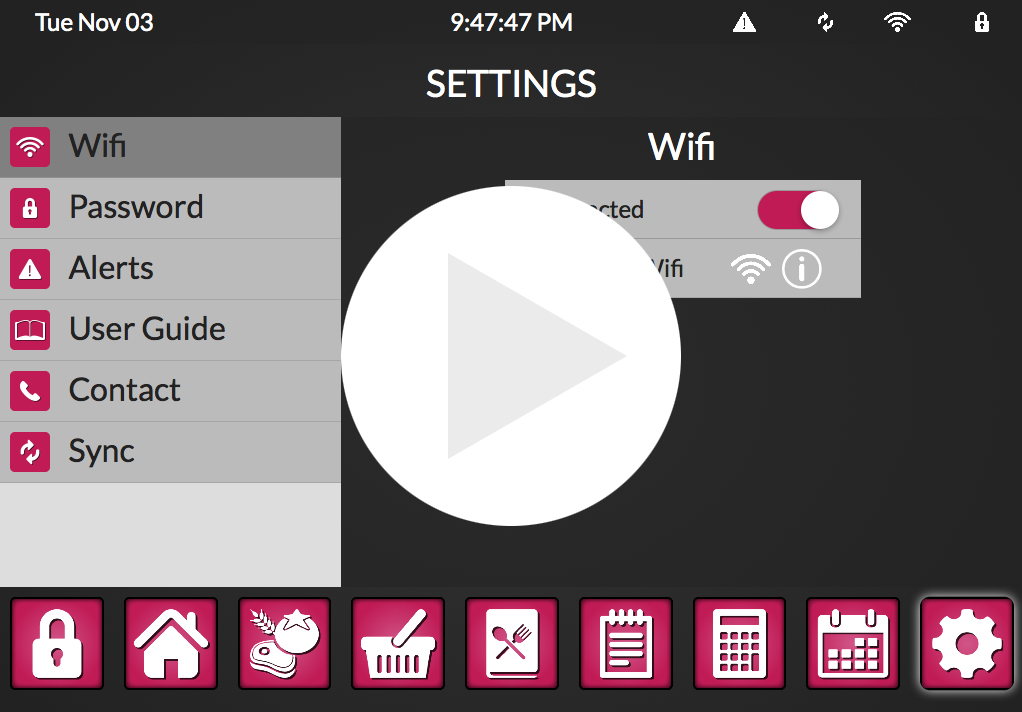 Tue Nov 03
9:47:47 PM
SETTINGS
Wifi
Password
Alerts
User Guide
Contact
Sync
Wifi